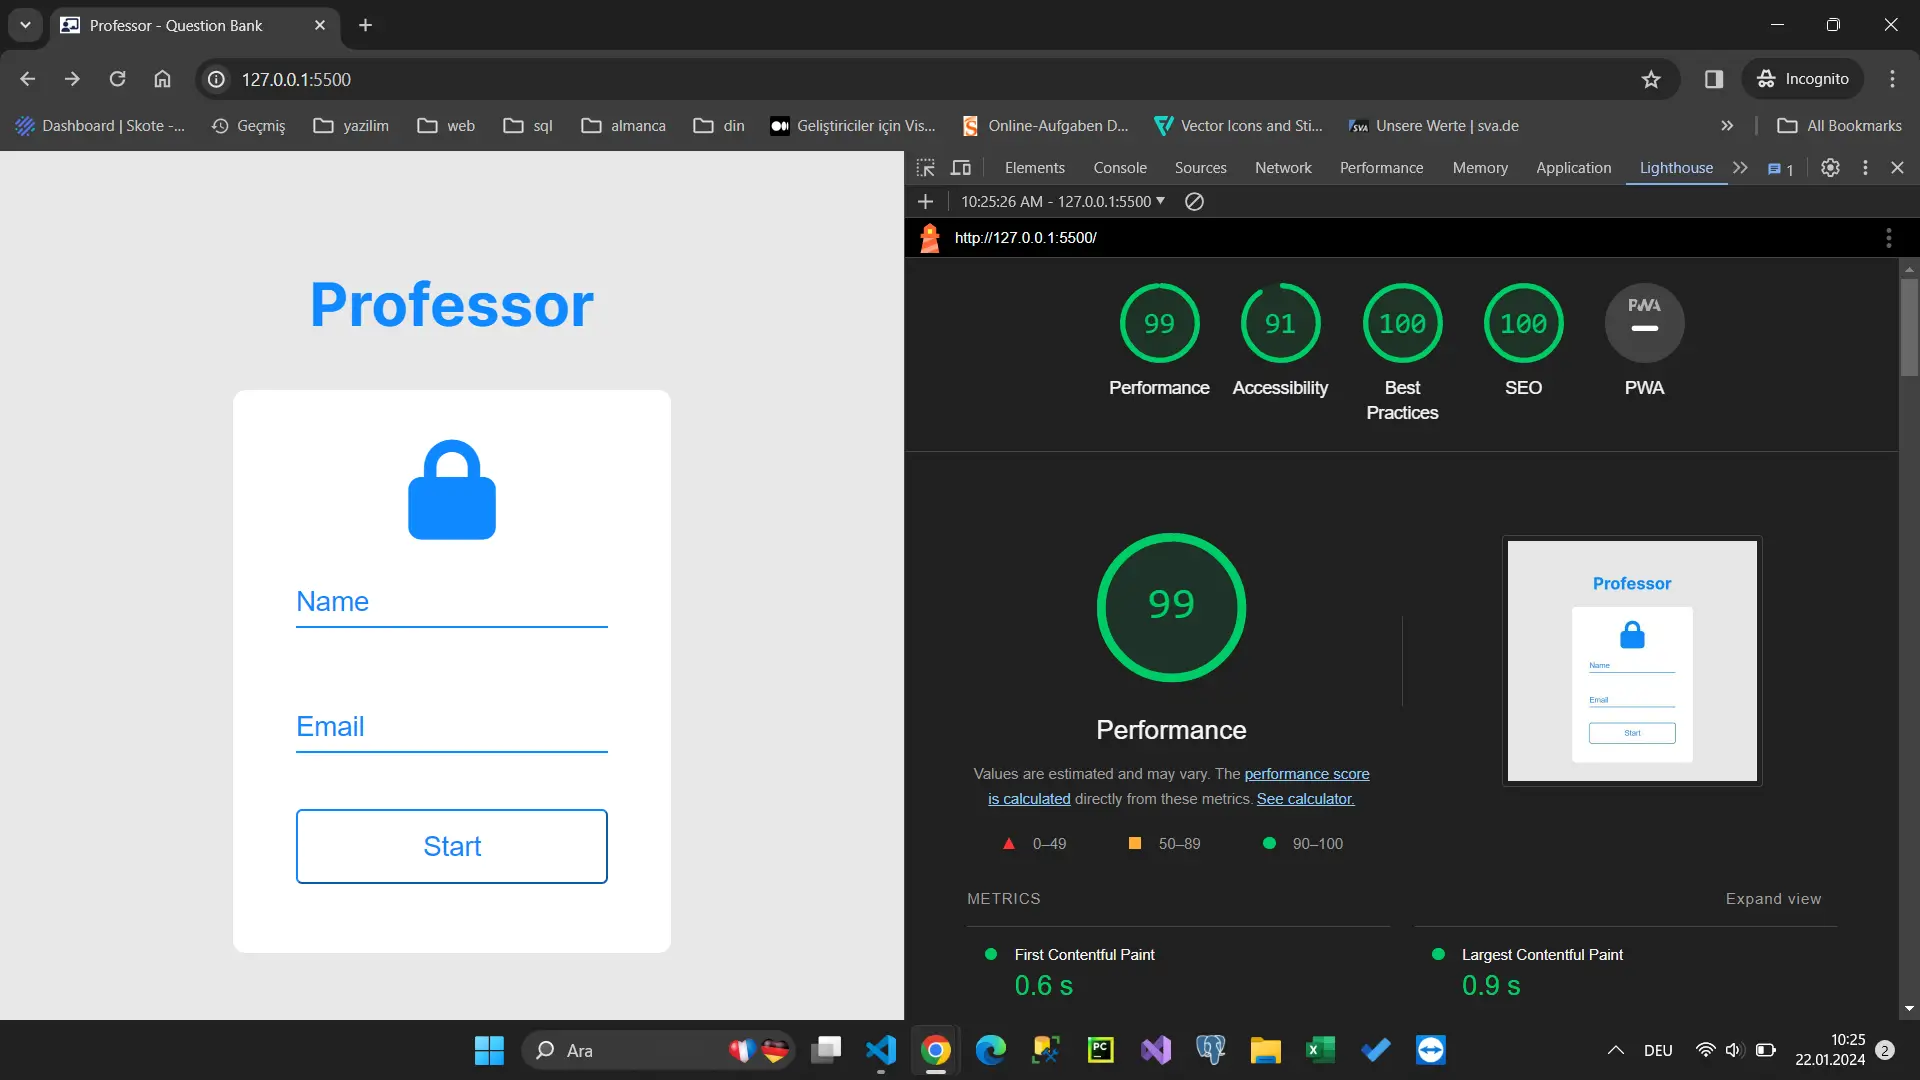 Professor - Question Bank
127.0.0.1:5500
Incognito
Dashboard | Skote -...
Geçmiş
yazilim
web
sql
almanca
din
Geliştiriciler için Vis...
Online-Aufgaben D...
Vector Icons and Sti...
SVA
Unsere Werte | sva.de
All Bookmarks
Professor
Name
Email
Start
Elements
Console
Sources
Network
Performance
Memory
Application
Lighthouse
1
10:25:26 AM - 127.0.0.1:5500
http://127.0.0.1:5500/
99
91
100
100
PWA
Performance
Accessibility
Best
Practices
SEO
PWA
99
Performance
Values are estimated and may vary. The performance score
is calculated directly from these metrics. See calculator.
0–49
50–89
90–100
Professor
Name
Email
Start
METRICS
Expand view
First Contentful Paint
0.6 s
Largest Contentful Paint
0.9 s
Ara
PC
DEU
10:25
22.01.2024
2